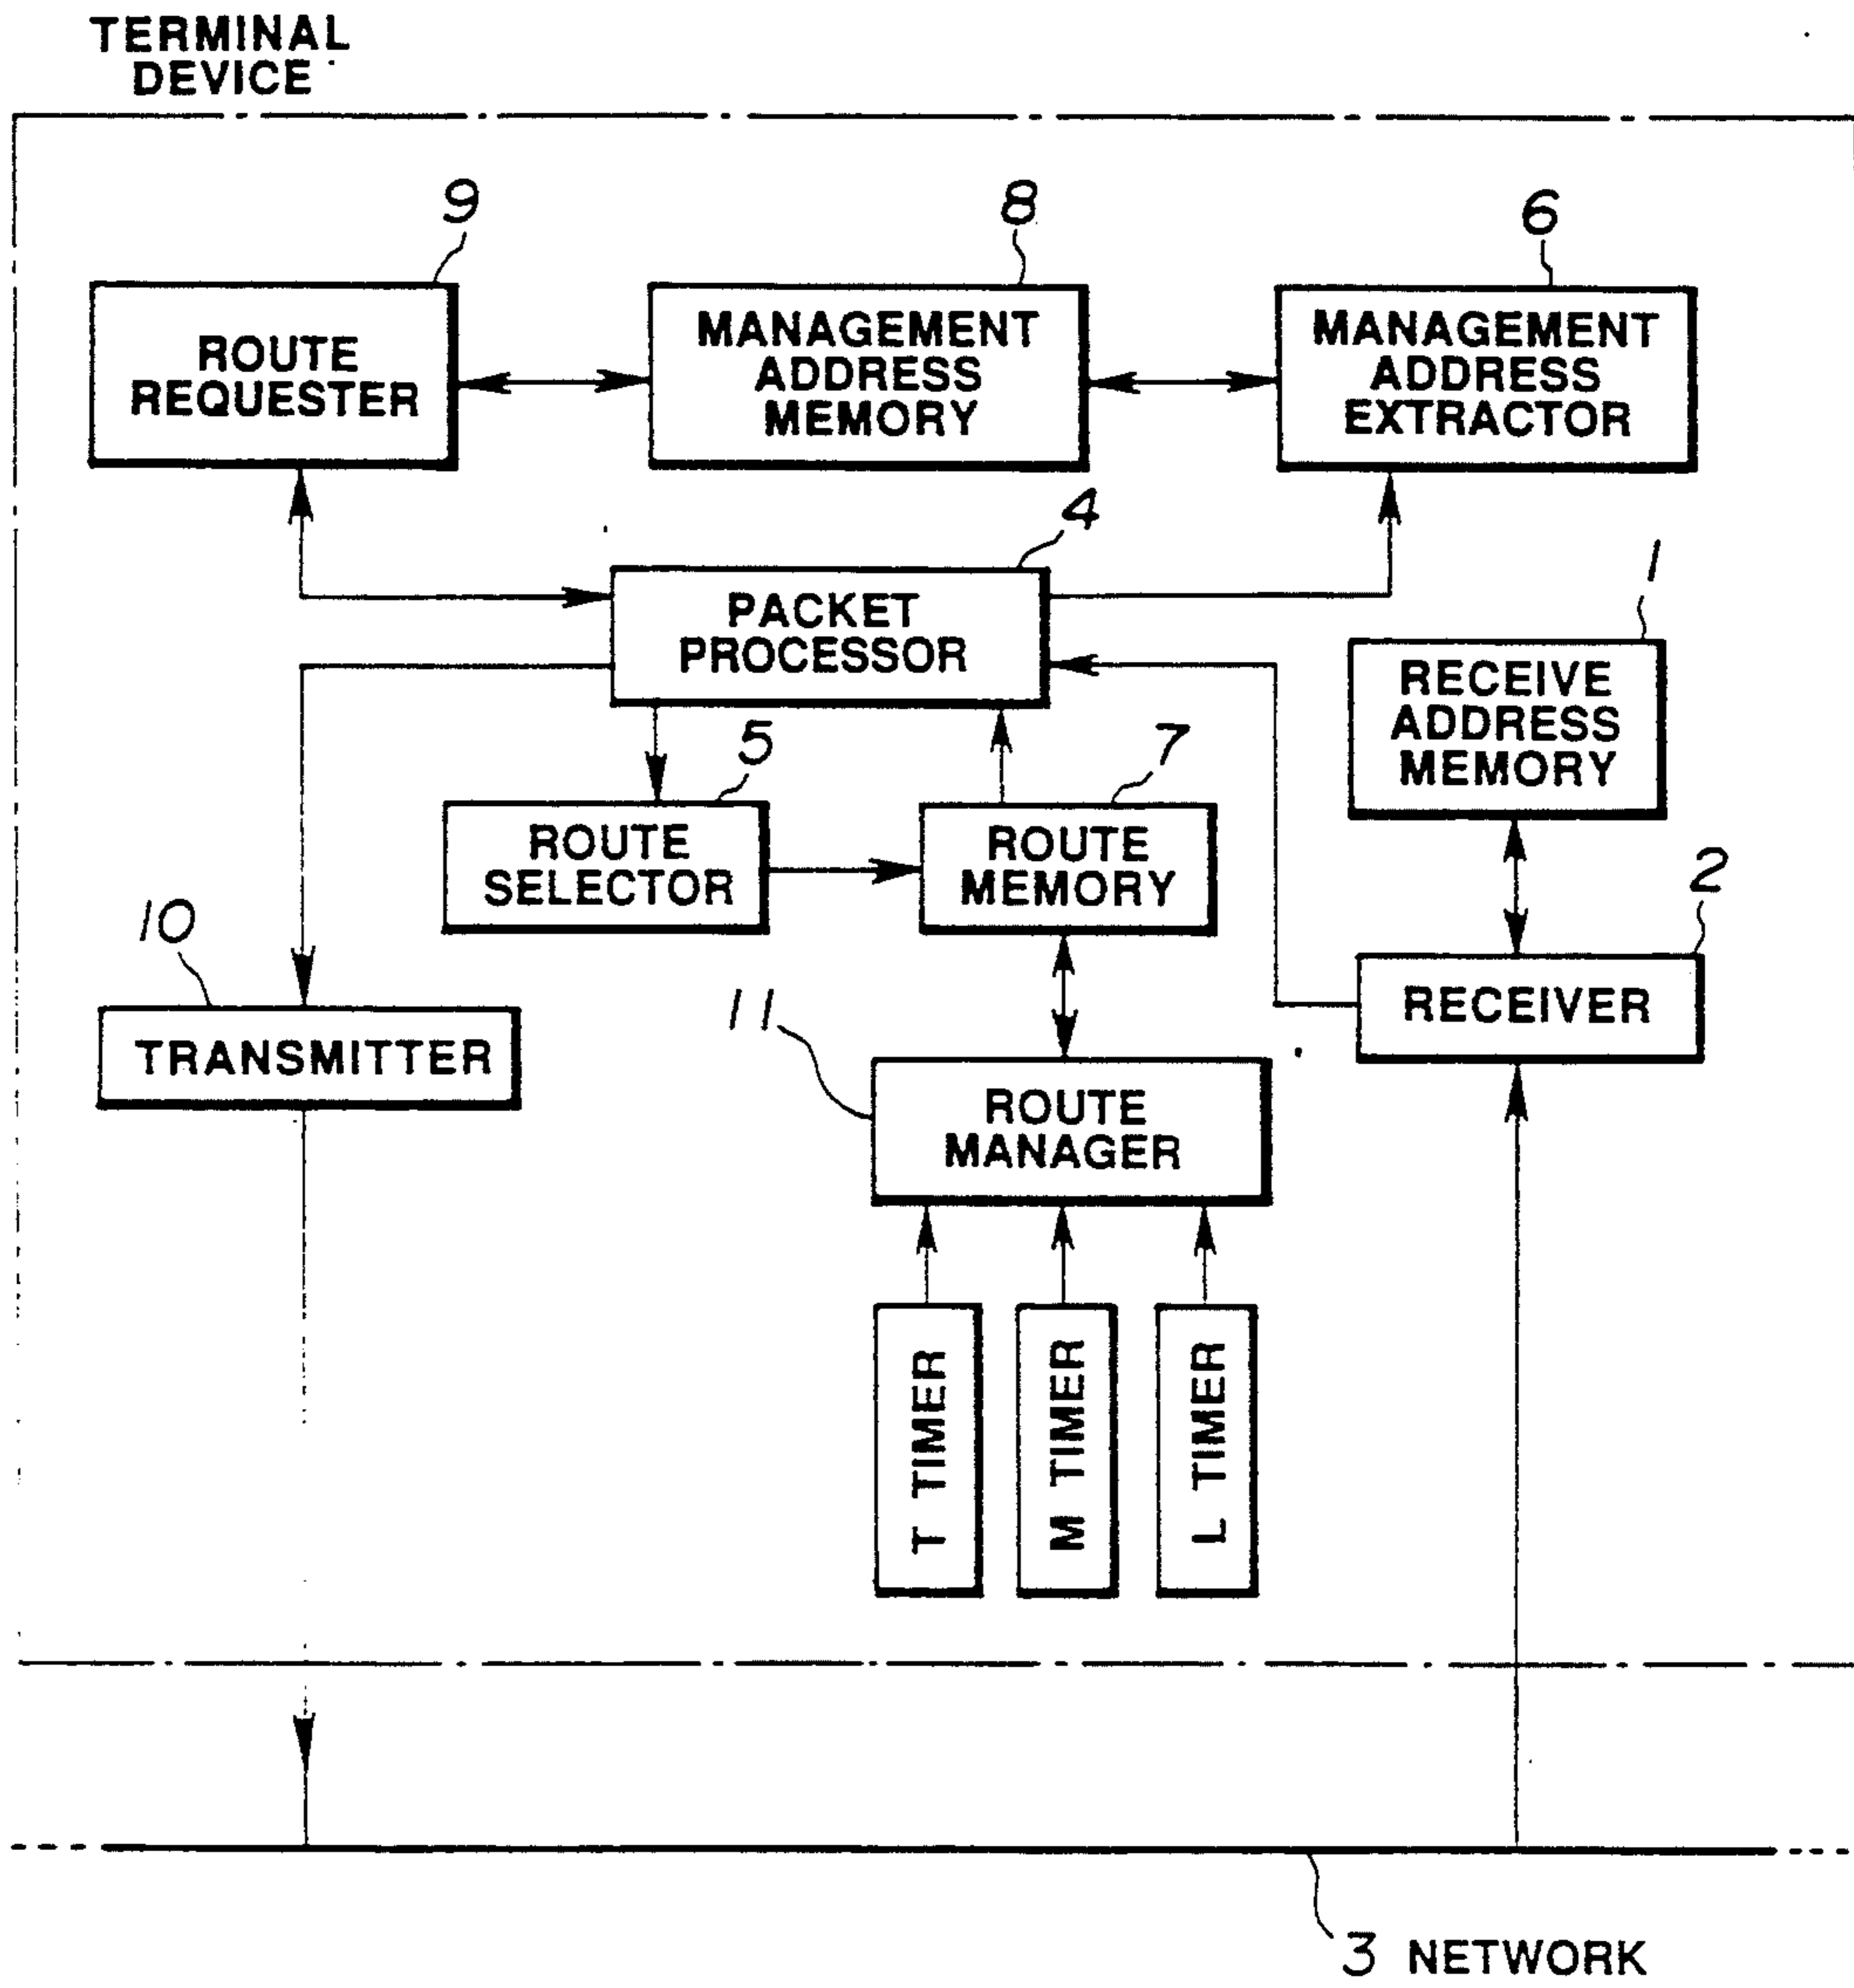 TERMINAL
DEVICE
9
8
6
ROUTE
REQUESTER
MANAGEMENT
ADDRESS
MEMORY
MANAGEMENT
ADDRESS
EXTRACTOR
4
1
PACKET
PROCESSOR
RECEIVE
ADDRESS
MEMORY
5
7
ROUTE
SELECTOR
ROUTE
MEMORY
2
10
RECEIVER
11
TRANSMITTER
ROUTE
MANAGER
T TIMER
M TIMER
L TIMER
3 NETWORK